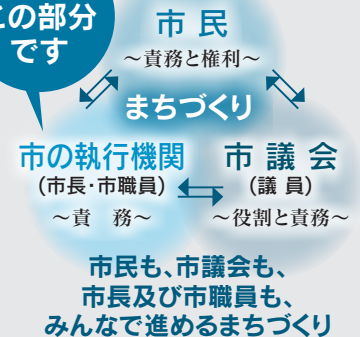 の部分
です
市民
～責務と権利～
まちづくり
市の執行機関
(市長・市職員)
～責 務～
市議会
(議員)
～役割と責務～
市民も、市議会も、
市長及び市職員も、
みんなで進めるまちづくり